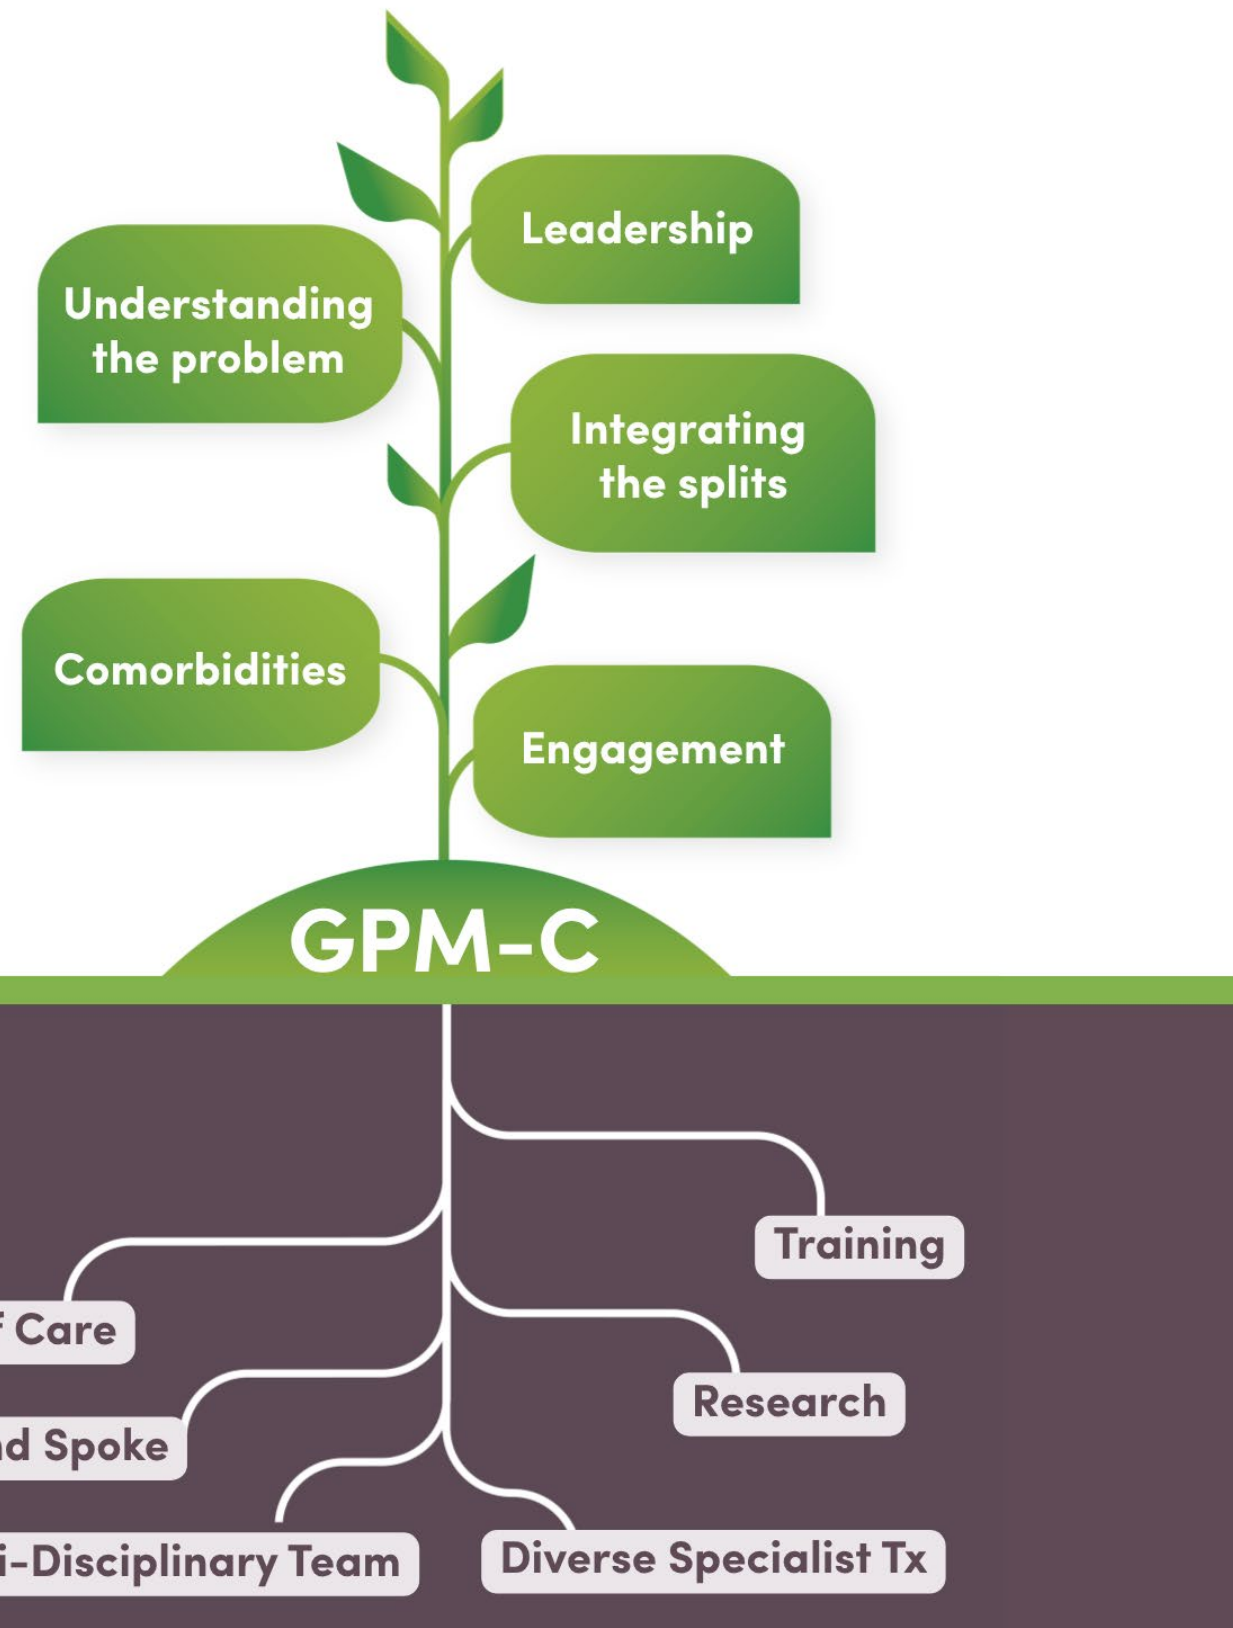 Leadership
Understanding
the problem
Integrating
the splits
Comorbidities
Engagement
GPM-C
Training
f Care
Research
nd Spoke
i-Disciplinary Team
Diverse Specialist Tx